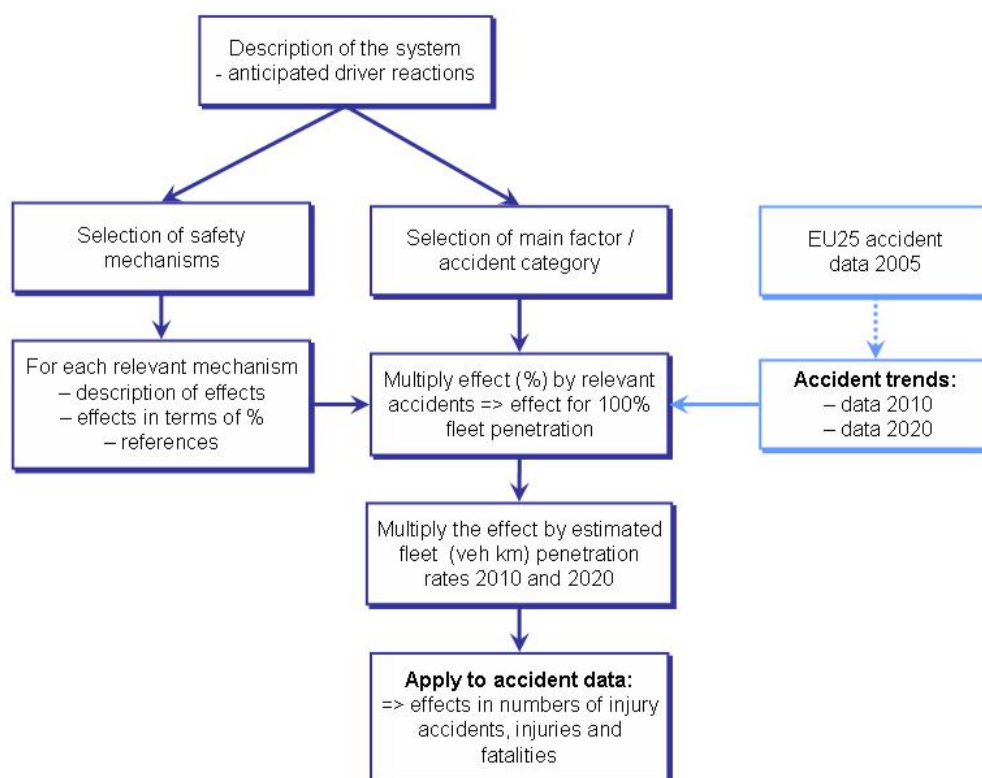 Description of the system
- anticipated driver reactions
Selection of safety
mechanisms
Selection of main factor /
accident category
EU25 accident
data 2005
For each relevant mechanism
– description of effects
– effects in terms of %
– references
Multiply effect (%) by relevant
accidents => effect for 100%
fleet penetration
Accident trends:
– data 2010
– data 2020
Multiply the effect by estimated
fleet (veh km) penetration
rates 2010 and 2020
Apply to accident data:
=> effects in numbers of injury
accidents, injuries and
fatalities